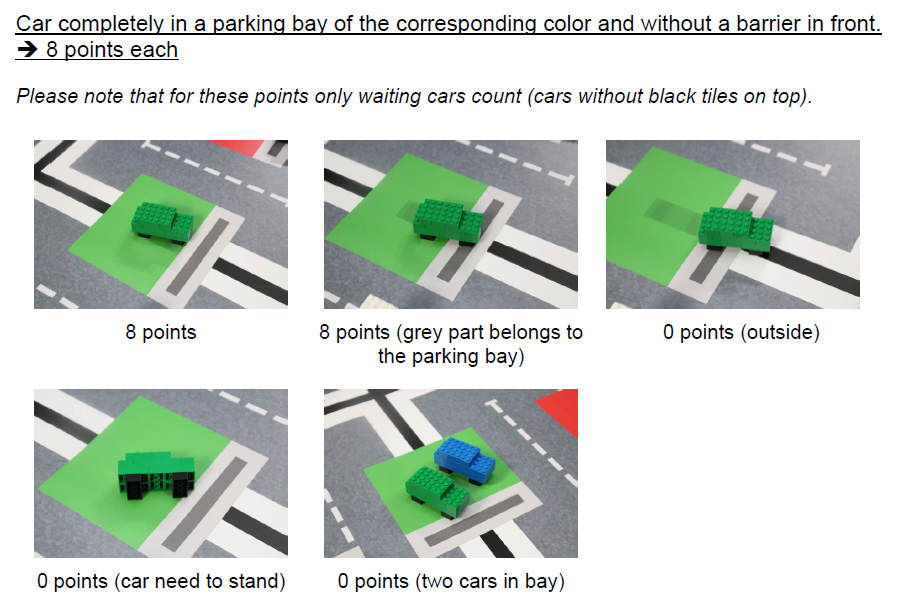 Car completely in a parking bay of the corresponding color and without a barrier in front.
➔ 8 points each
Please note that for these points only waiting cars count (cars without black tiles on top).
8 points
8 points (grey part belongs to
the parking bay)
0 points (outside)
0 points (car need to stand)
0 points (two cars in bay)